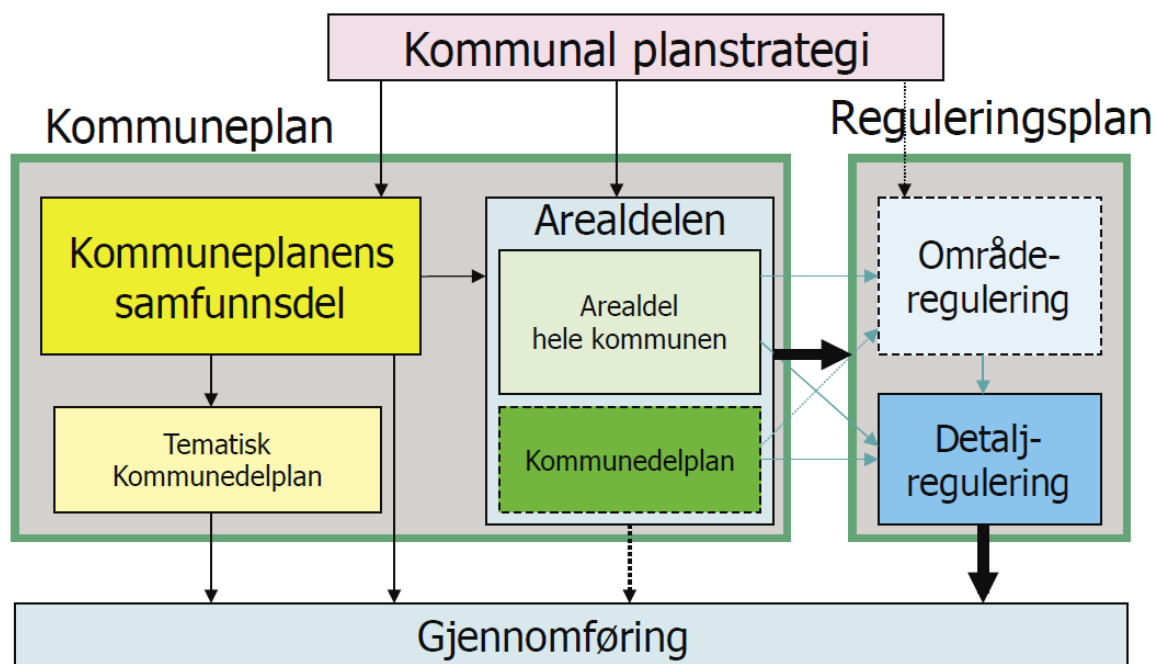 Kommunal planstrategi
Kommuneplan
Reguleringsplan
Kommuneplanens
samfunnsdel
Arealdelen
Arealdel
hele kommunen
Område-
regulering
Tematisk
Kommunedelplan
Kommunedelplan
Detalj-
regulering
Gjennomføring